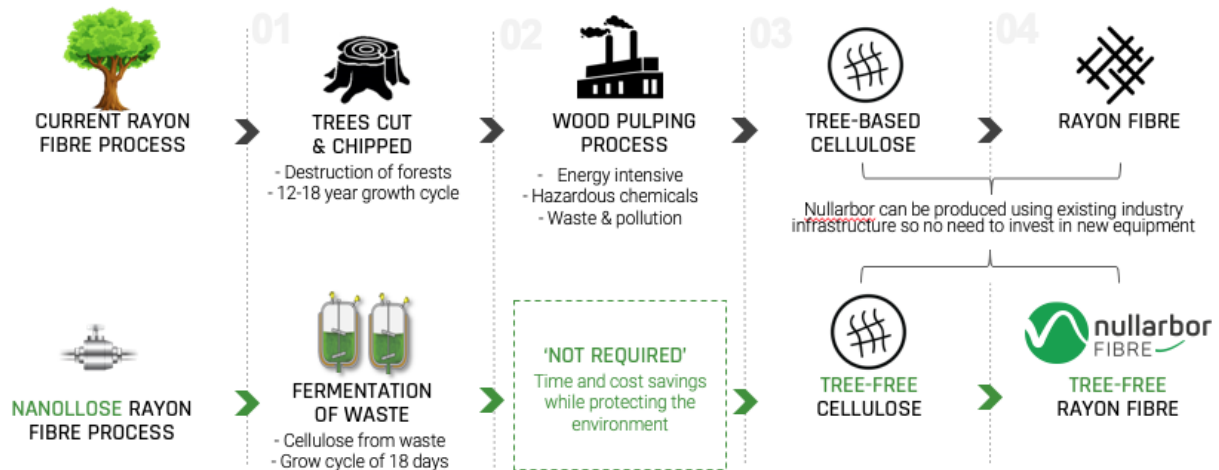 01
02
03
04
CURRENT RAYON
FIBRE PROCESS
TREES CUT
& CHIPPED
- Destruction of forests
- 12-18 year growth cycle
WOOD PULPING
PROCESS
- Energy intensive
- Hazardous chemicals
- Waste & pollution
TREE-BASED
CELLULOSE
RAYON FIBRE
Nullarbor can be produced using existing industry
infrastructure so no need to invest in new equipment
NANOLLOSE RAYON
FIBRE PROCESS
FERMENTATION
OF WASTE
- Cellulose from waste
- Grow cycle of 18 days
'NOT REQUIRED'
Time and cost savings
while protecting the
environment
TREE-FREE
CELLULOSE
nullarbor
FIBRE
TREE-FREE
RAYON FIBRE